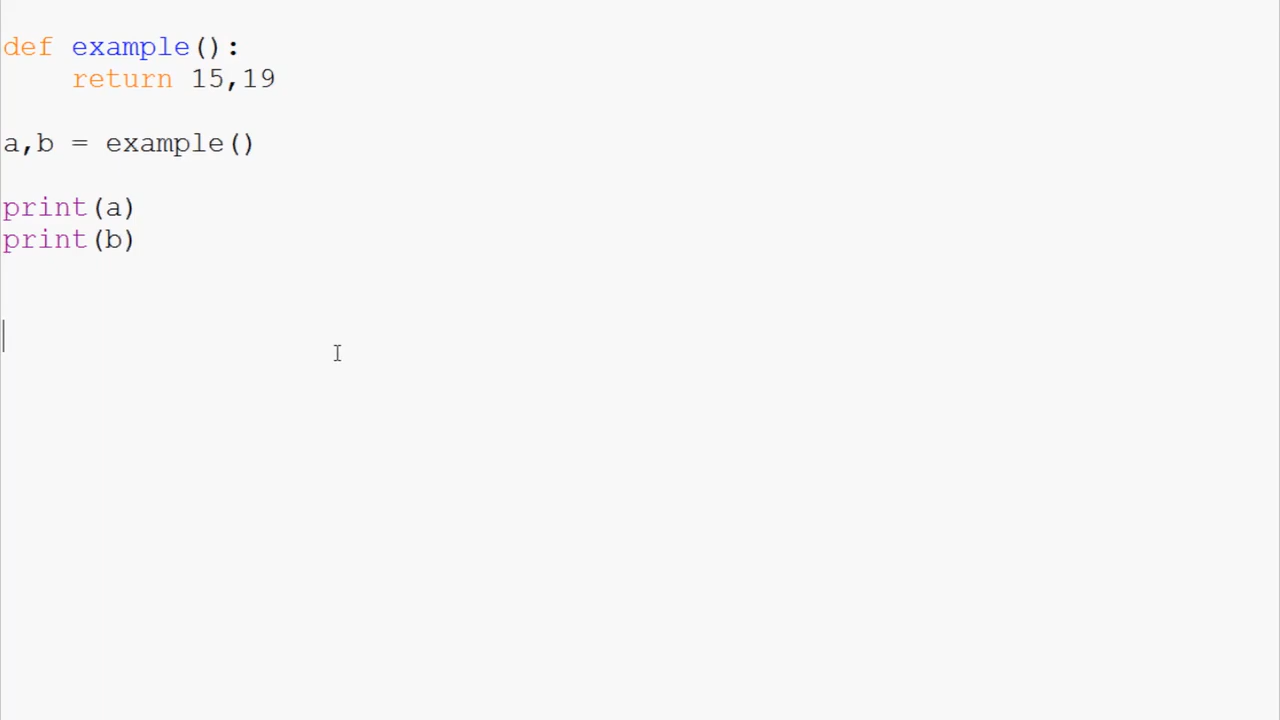 def example():
    return 15,19
a,b = example()
print(a)
print(b)